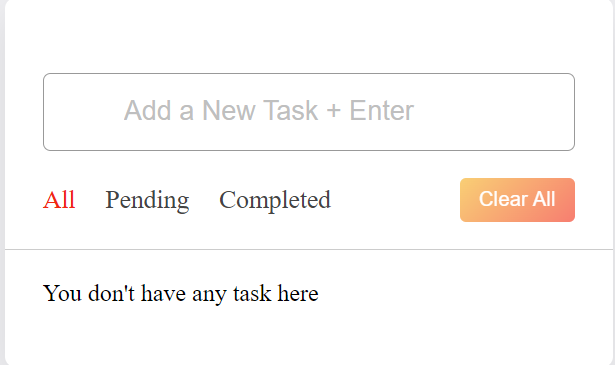 Add a New Task + Enter
All Pending Completed Clear All
You don't have any task here